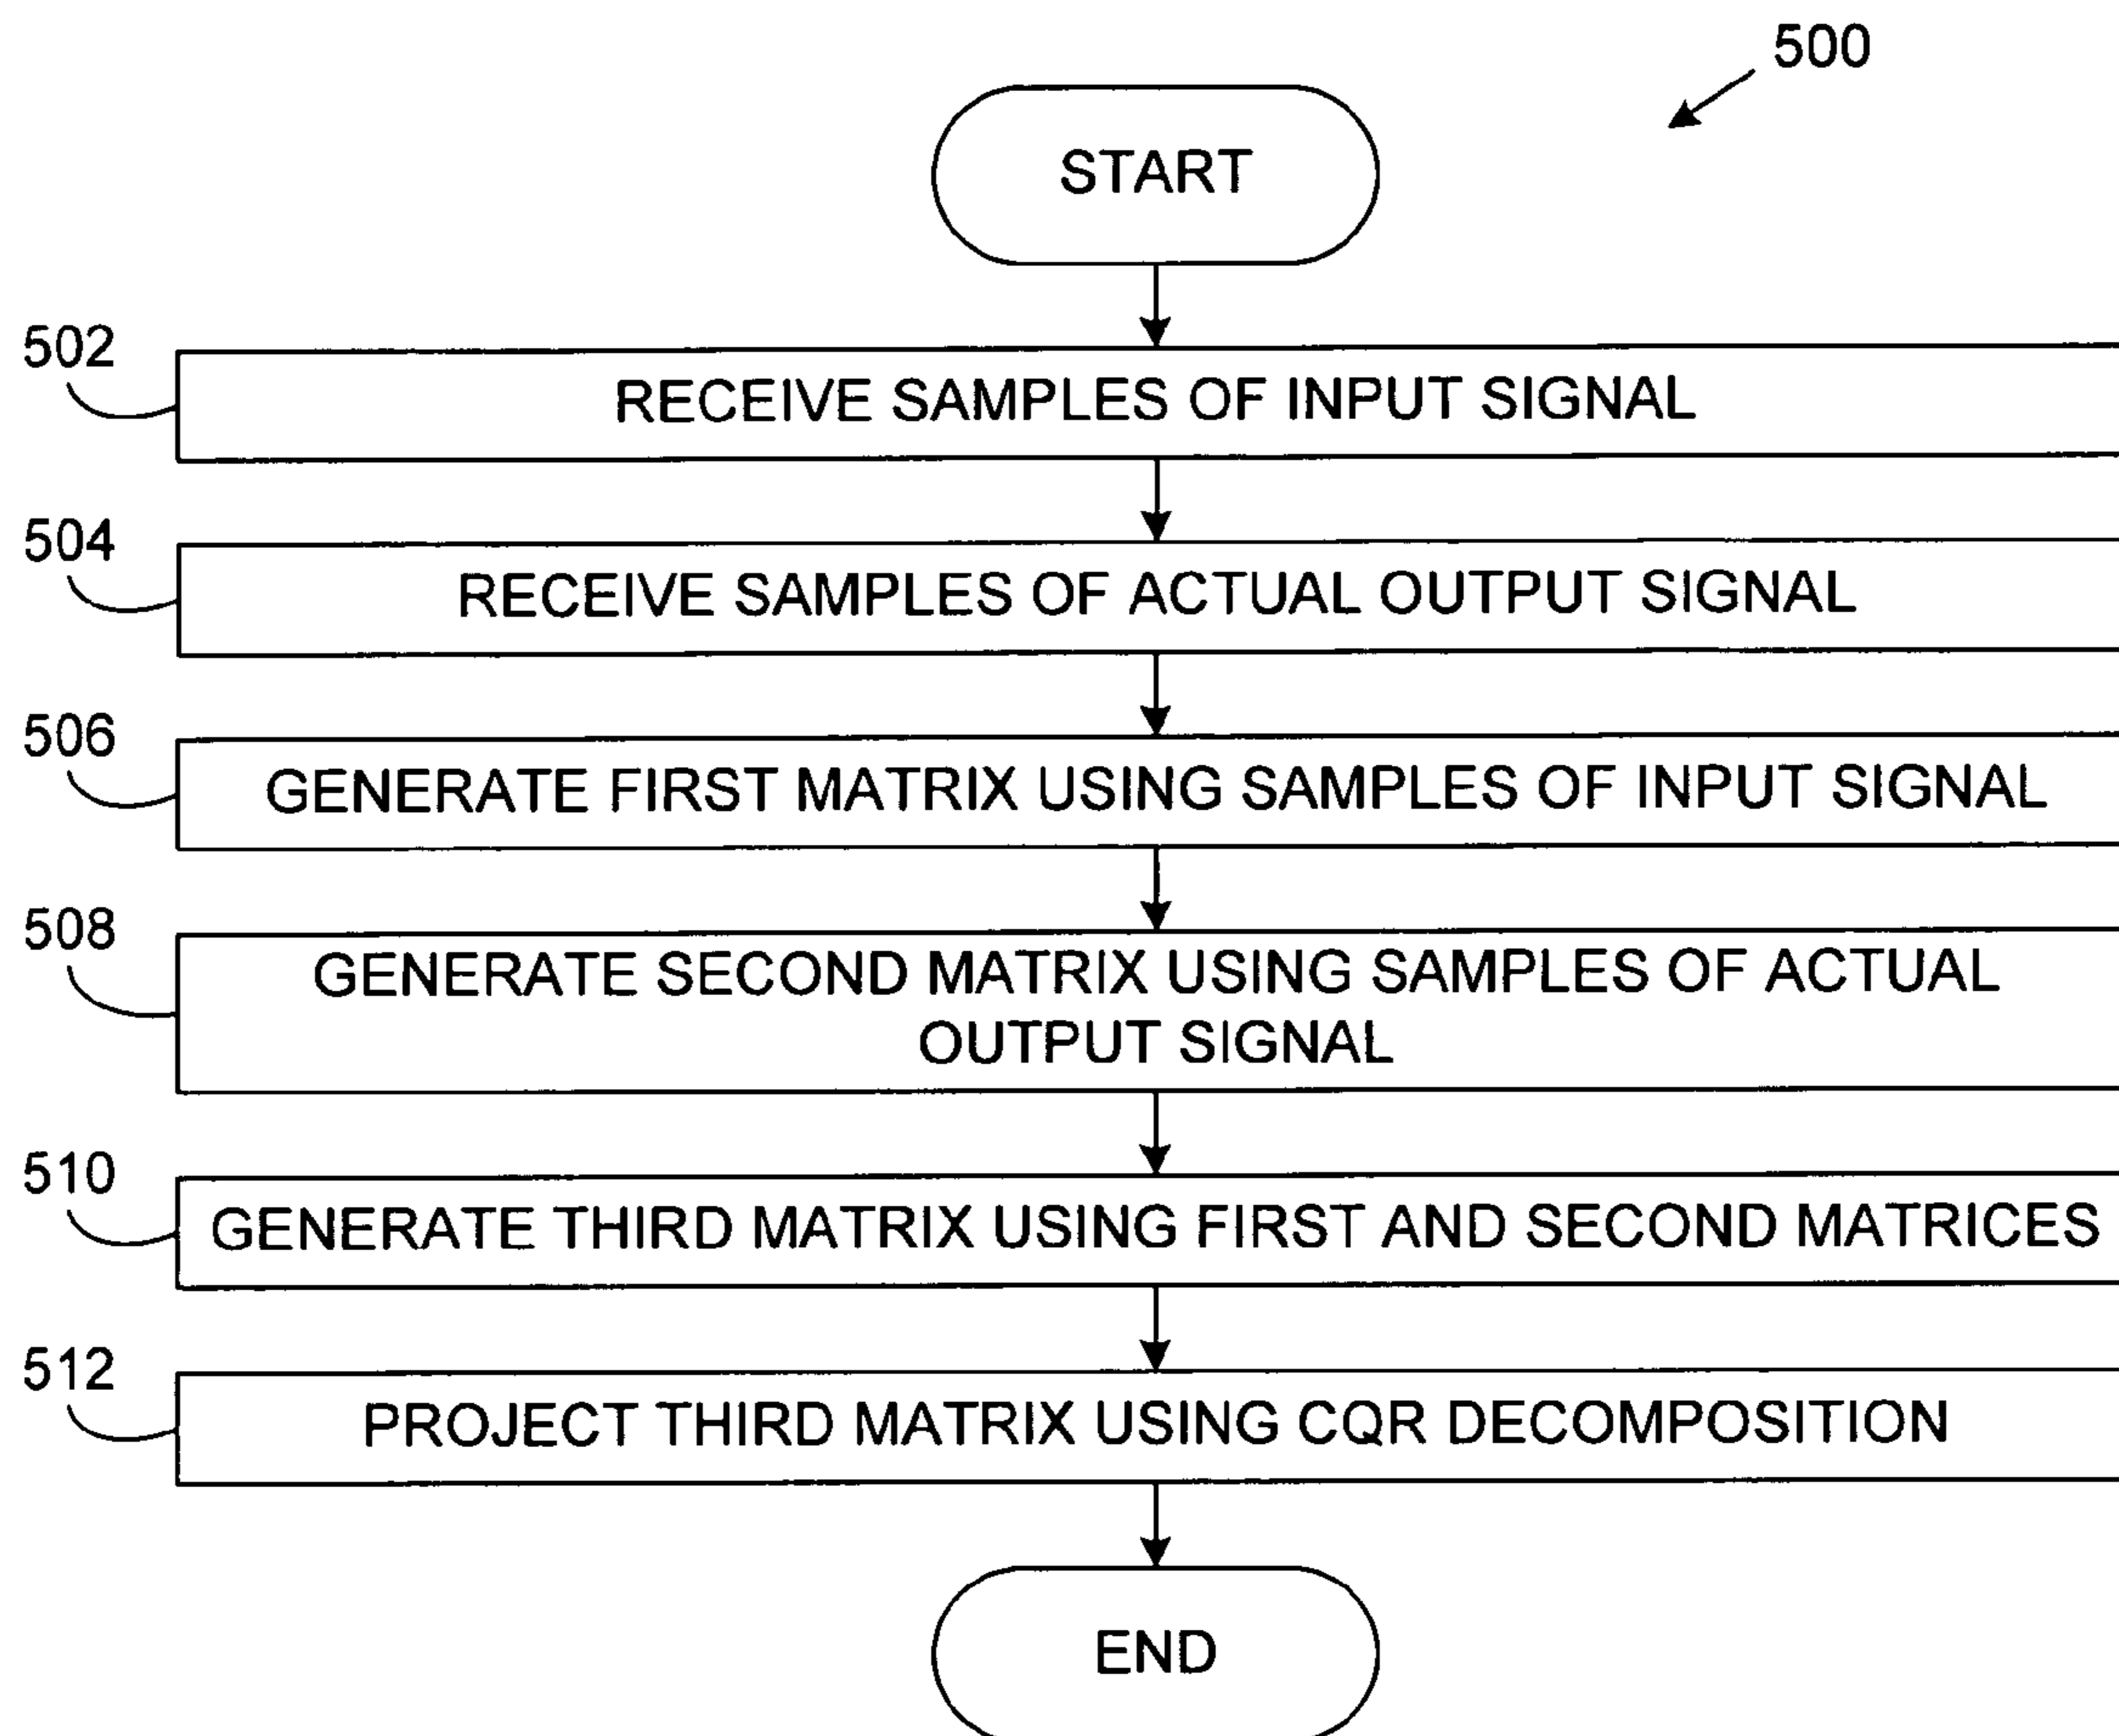 500
START
502
RECEIVE SAMPLES OF INPUT SIGNAL
504
RECEIVE SAMPLES OF ACTUAL OUTPUT SIGNAL
506
GENERATE FIRST MATRIX USING SAMPLES OF INPUT SIGNAL
508
GENERATE SECOND MATRIX USING SAMPLES OF ACTUAL
OUTPUT SIGNAL
510
GENERATE THIRD MATRIX USING FIRST AND SECOND MATRICES
512
PROJECT THIRD MATRIX USING CQR DECOMPOSITION
END